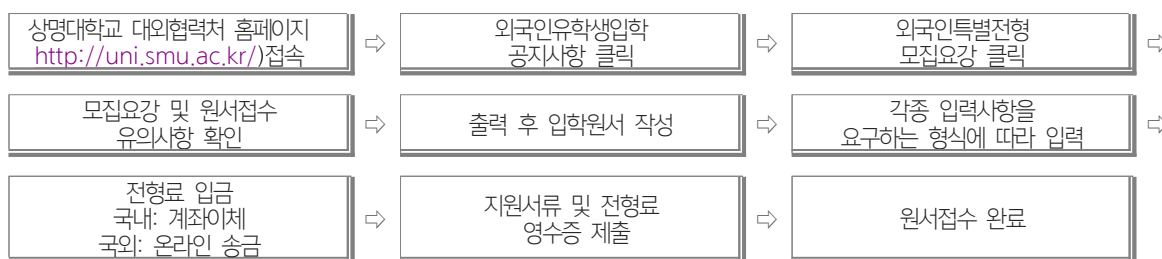 상명대학교 대외협력처 홈페이지
http://uni.smu.ac.kr/)접속
⇨
외국인유학생입학
공지사항 클릭
⇨
외국인특별전형
모집요강 클릭
⇨
모집요강 및 원서접수
유의사항 확인
⇨
출력 후 입학원서 작성
⇨
각종 입력사항을
요구하는 형식에 따라 입력
⇨
전형료 입금
국내: 계좌이체
국외: 온라인 송금
⇨
지원서류 및 전형료
영수증 제출
⇨
원서접수 완료